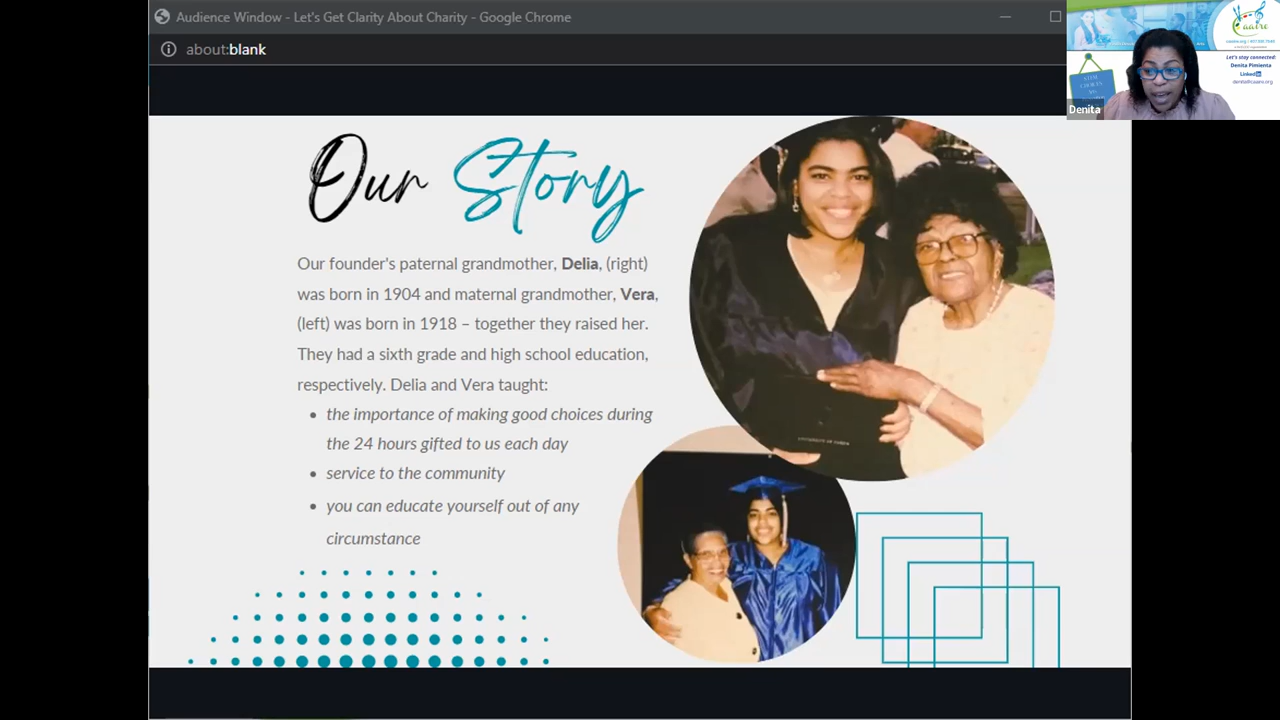 Audience Window - Let's Get Clarity About Charity - Google Chrome
about:blank
Let's stay connected:
Denita Pimienta
Linked in
Denita
Our Story
Our founder's paternal grandmother, Delia, (right)
was born in 1904 and maternal grandmother, Vera,
(left) was born in 1918 – together they raised her.
They had a sixth grade and high school education,
respectively. Delia and Vera taught:
• the importance of making good choices during
the 24 hours gifted to us each day
• service to the community
• you can educate yourself out of any
circumstance